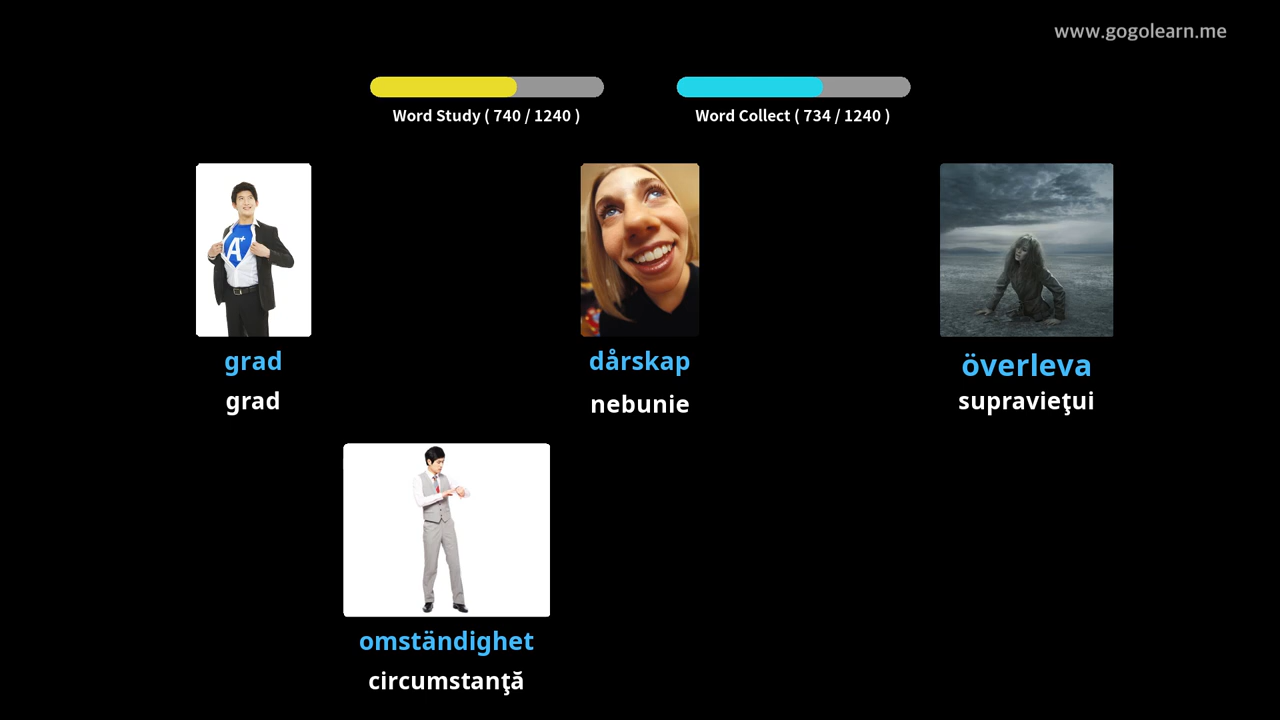 www.gogolearn.me
Word Study ( 740 / 1240 )
Word Collect ( 734 / 1240 )
A+
grad
grad
dårskap
nebunie
överleva
supravieţui
omständighet
circumstanţă